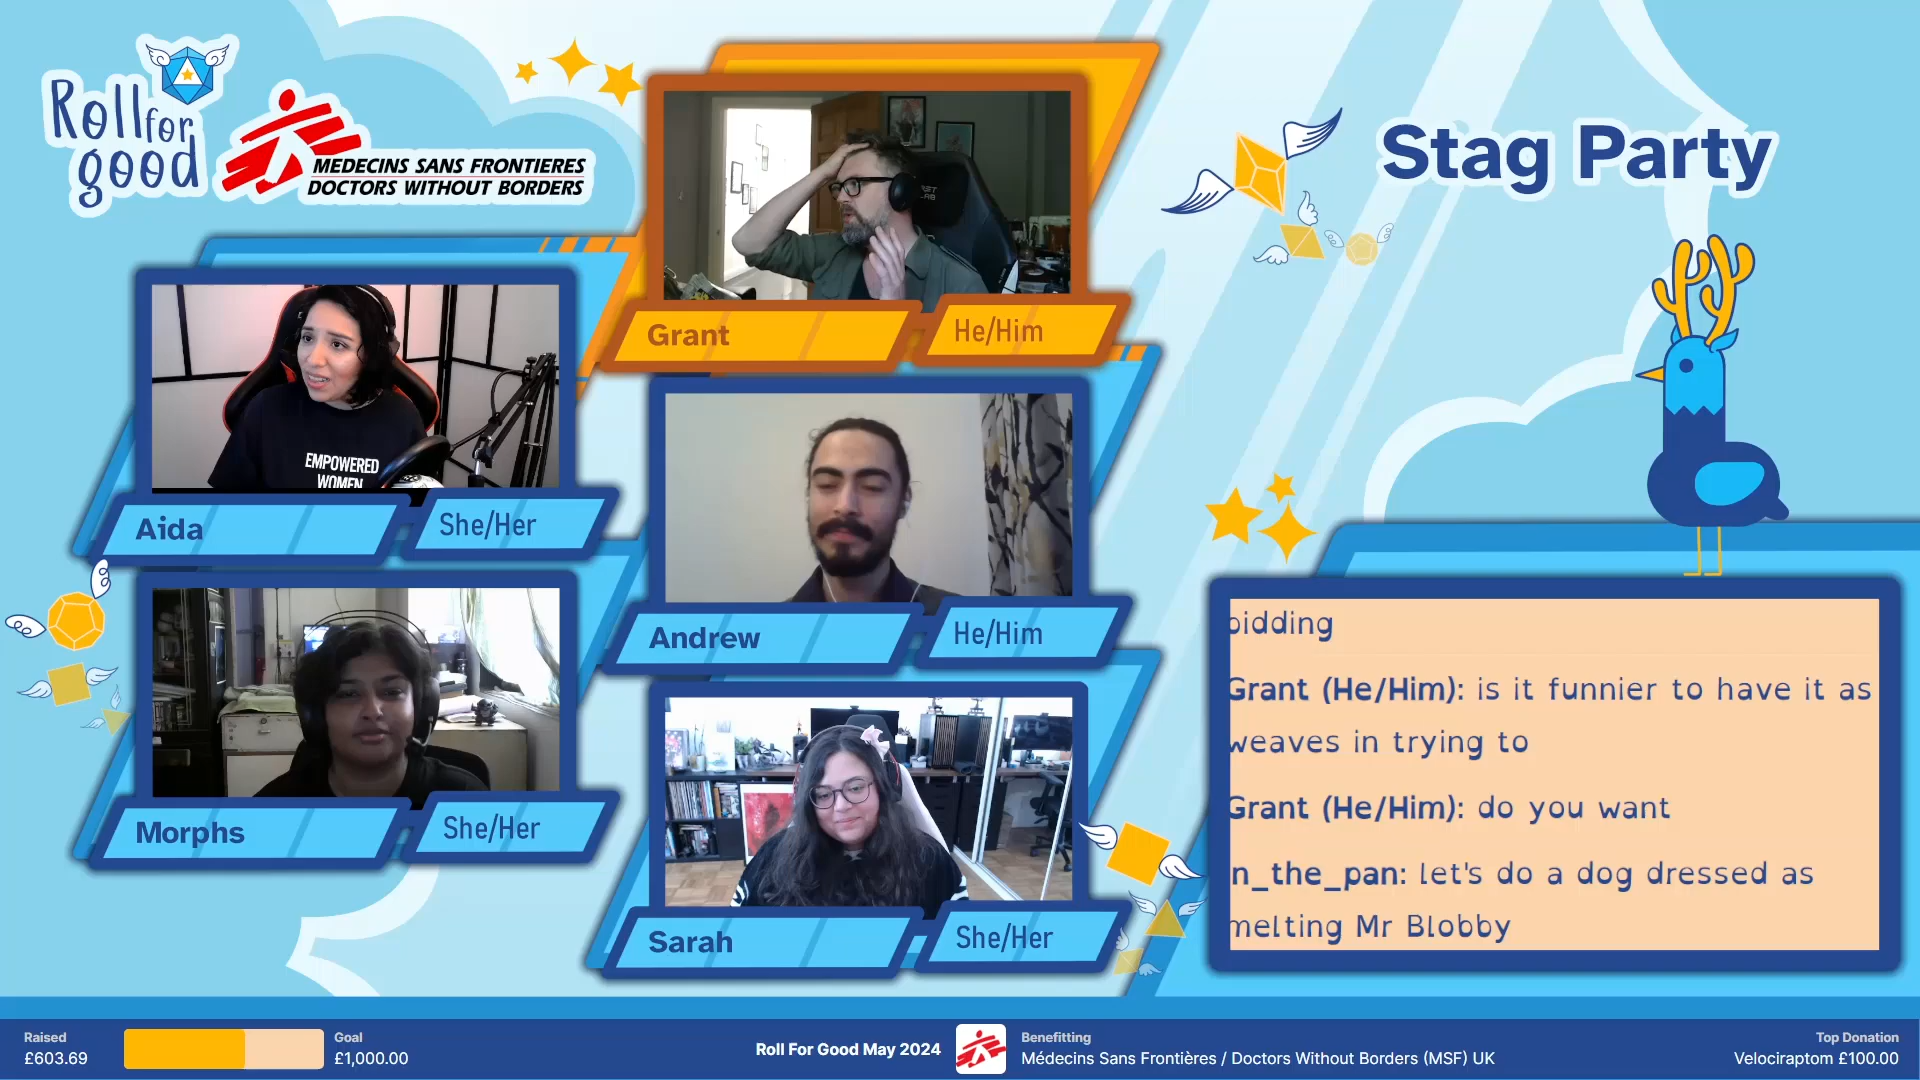 Roll for
good
MEDECINS SANS FRONTIERES
DOCTORS WITHOUT BORDERS
Stag Party
Grant
He/Him
EMPOWERED
WOMEN
Aida
She/Her
Andrew
He/Him
Morphs
She/Her
Sarah
She/Her
bidding
Grant (He/Him): is it funnier to have it as
weaves in trying to
Grant (He/Him): do you want
n_the_pan: let's do a dog dressed as
melting Mr Blobby
Raised
£603.69
Goal
£1,000.00
Roll For Good May 2024
Benefitting
Médecins Sans Frontières / Doctors Without Borders (MSF) UK
Top Donation
Velociraptom £100.00